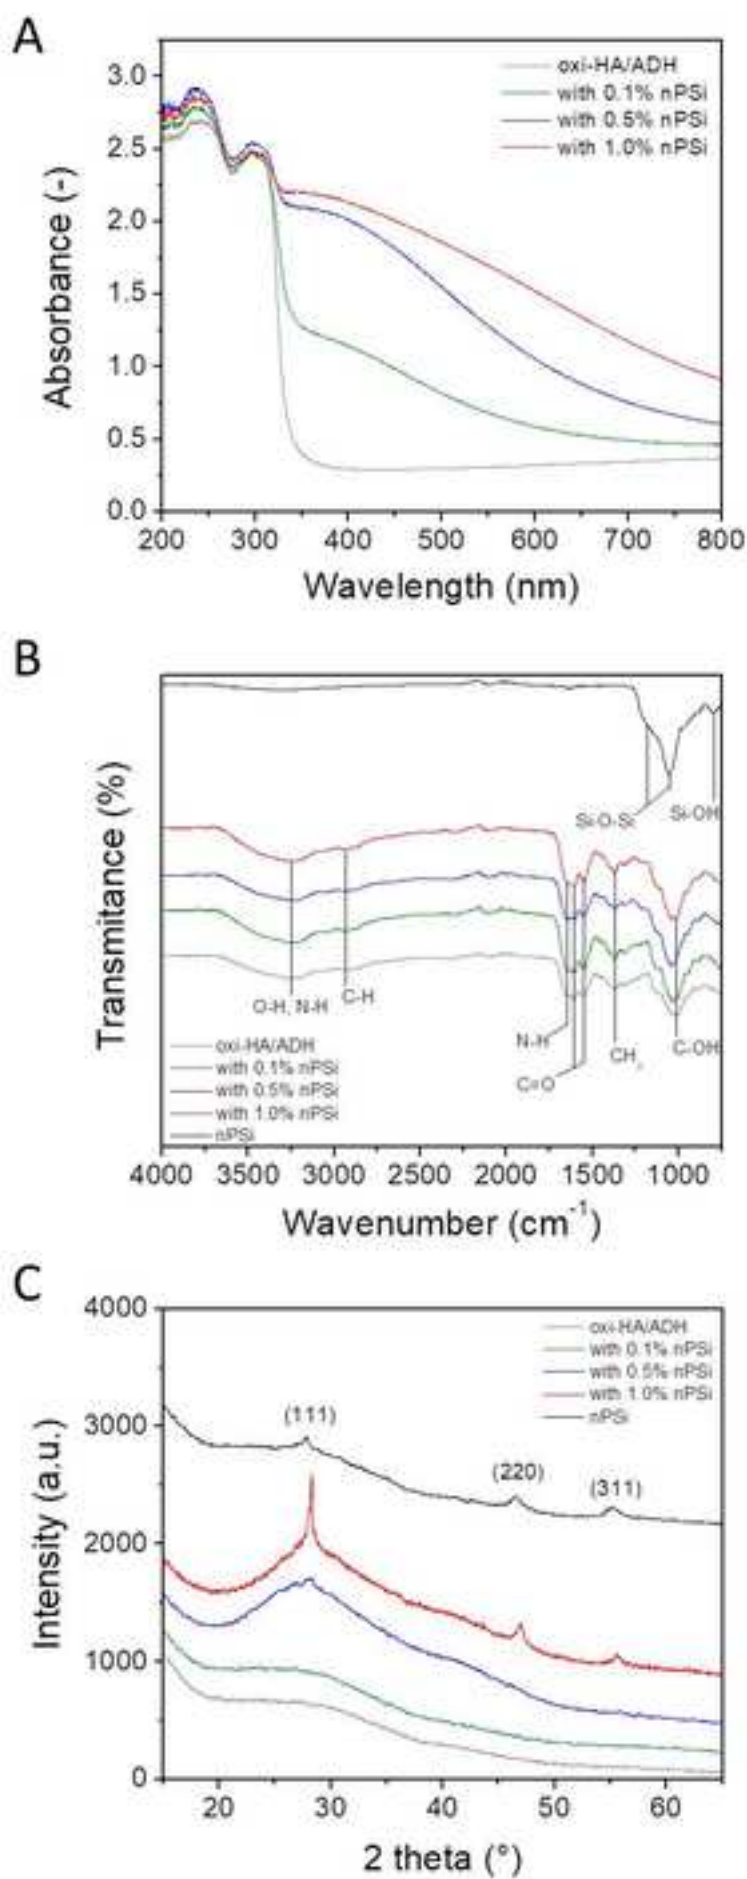 A
3.0
2.5
2.0
1.5
1.0
0.5
0.0
Absorbance (-)
oxi-HA/ADH
with 0.1% nPSi
with 0.5% nPSi
with 1.0% nPSi
200 300 400 500 600 700 800
Wavelength (nm)
B
Transmitance (%)
Si-O-Si
Si-OH
O-H, N-H
C-H
N-H
C=O
CH
C-OH
oxi-HA/ADH
with 0.1% nPSi
with 0.5% nPSi
with 1.0% nPSi
nPSi
4000 3500 3000 2500 2000 1500 1000
Wavenumber (cm⁻¹)
C
4000
3000
2000
1000
0
Intensity (a.u.)
oxi-HA/ADH
with 0.1% nPSi
with 0.5% nPSi
with 1.0% nPSi
nPSi
(111)
(220)
(311)
20 30 40 50 60
2 theta (°)